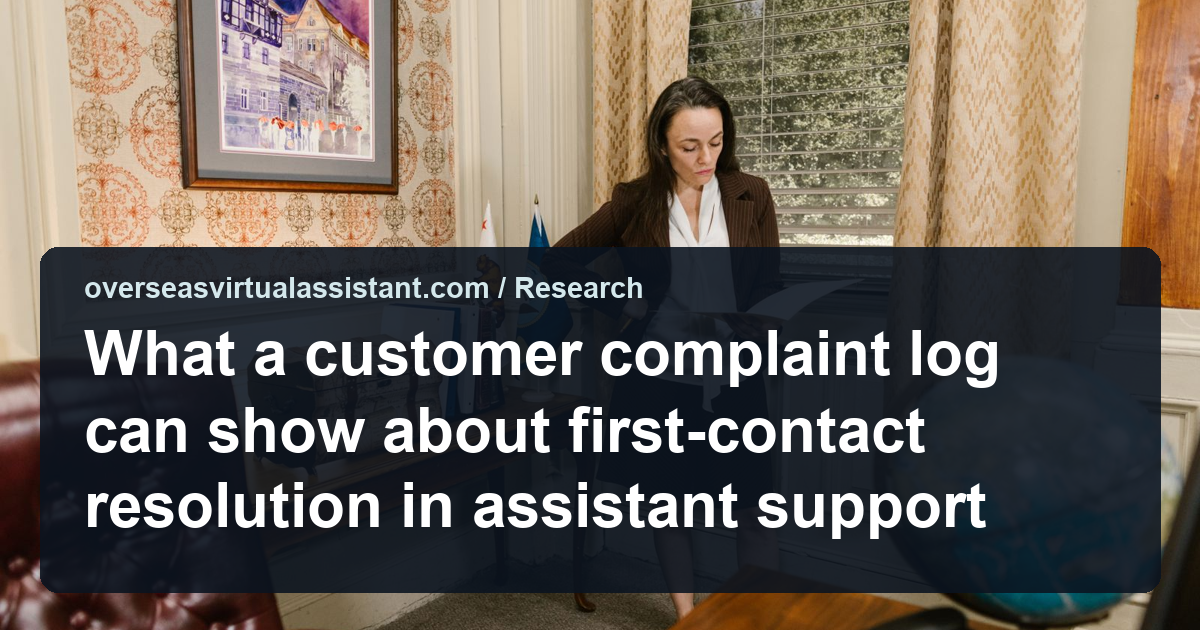 overseasvirtualassistant.com / Research
What a customer complaint log
can show about first-contact
resolution in assistant support